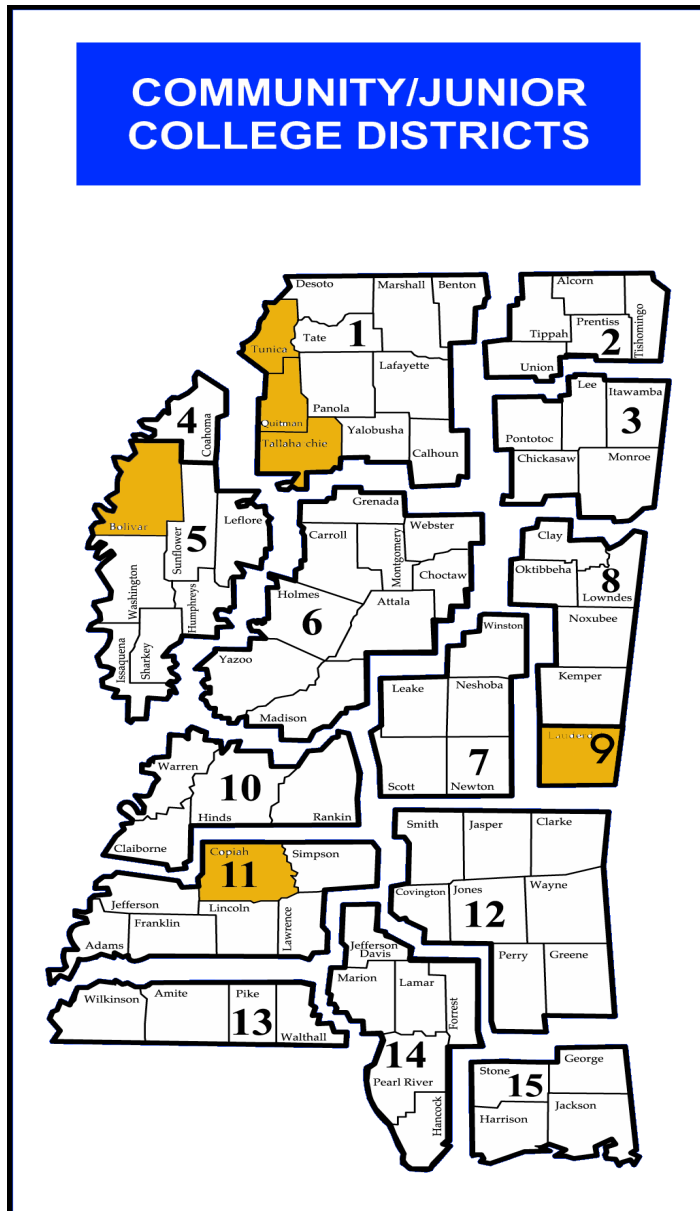 COMMUNITY/JUNIOR
COLLEGE DISTRICTS
Desoto
Marshall
Benton
Tunica
Tate
1
Lafayette
Panola
Quitman
Tallaha chie
Yalobusha
Calhoun
Alcorn
Tippah
Prentiss
2
Tishomingo
Union
Lee
Itawamba
3
Pontotoc
Chickasaw
Monroe
4
Coahoma
Bolivar
5
Sunflower
Leflore
Washington
Humphreys
Issaquena
Sharkey
Grenada
Carroll
Webster
Montgomery
Choctaw
Holmes
6
Attala
Yazoo
Madison
Clay
Oktibbeha
8
Lowndes
Noxubee
Kemper
9
Winston
Leake
Neshoba
7
Scott
Newton
Warren
10
Hinds
Rankin
Claiborne
Copiah
Simpson
11
Jefferson
Lincoln
Franklin
Lawrence
Adams
Smith
Jasper
Clarke
Covington
Jones
Wayne
12
Perry
Greene
Wilkinson
Amite
Pike
13
Walthall
Jefferson
Davis
Marion
Lamar
Forrest
14
Pearl River
Hancock
George
Stone
15
Harrison
Jackson